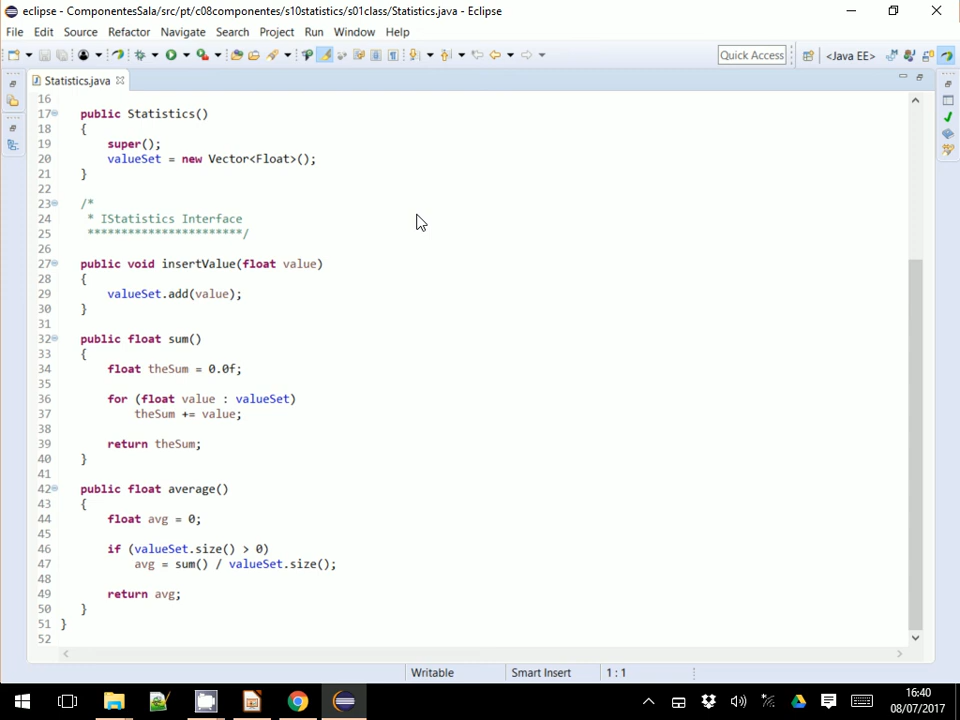 eclipse - ComponentesSala/src/pt/c08componentes/s10statistics/s01class/Statistics.java - Eclipse
File Edit Source Refactor Navigate Search Project Run Window Help
Quick Access <Java EE>
Statistics.java
16
17 public Statistics()
18 {
19 super();
20 valueSet = new Vector<Float>();
21 }
22
23 /*
24 * IStatistics Interface
25 ***********************/
26
27 public void insertValue(float value)
28 {
29 valueSet.add(value);
30 }
31
32 public float sum()
33 {
34 float theSum = 0.0f;
35
36 for (float value : valueSet)
37 theSum += value;
38
39 return theSum;
40 }
41
42 public float average()
43 {
44 float avg = 0;
45
46 if (valueSet.size() > 0)
47 avg = sum() / valueSet.size();
48
49 return avg;
50 }
51 }
52
Writable Smart Insert 1 : 1
16:40
08/07/2017